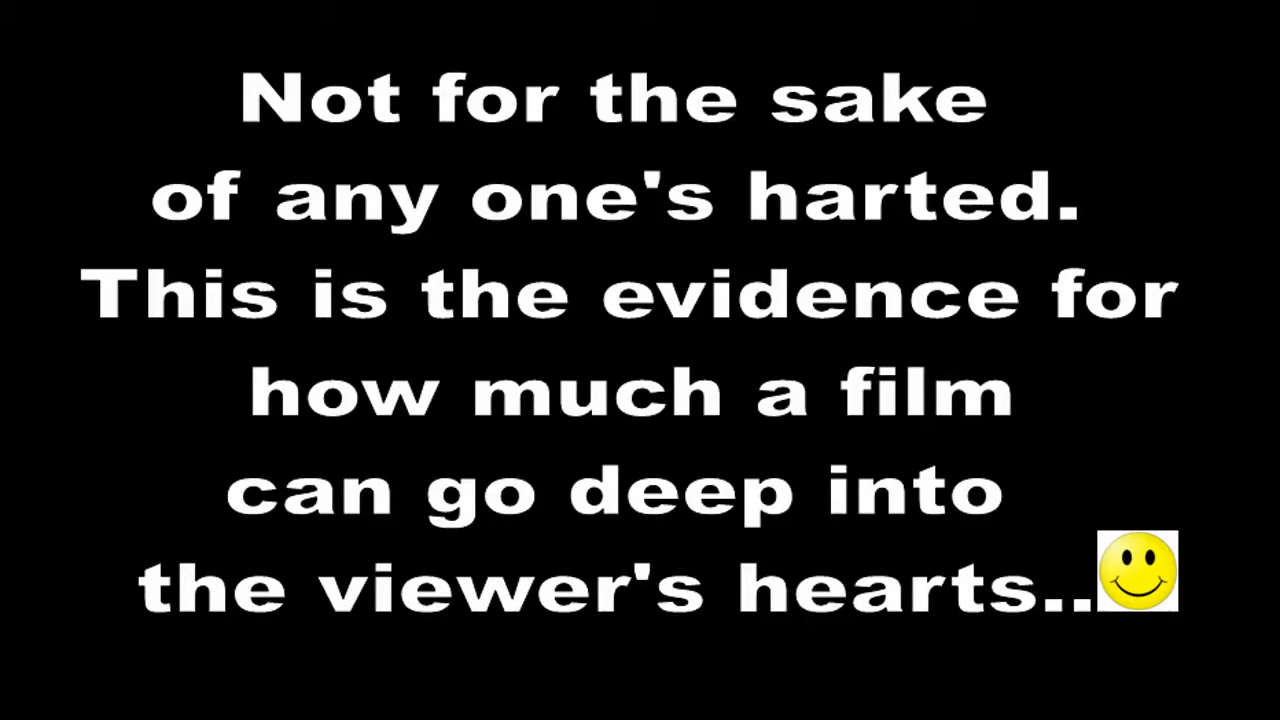 Not for the sake
of any one's harted.
This is the evidence for
how much a film
can go deep into
the viewer's hearts..